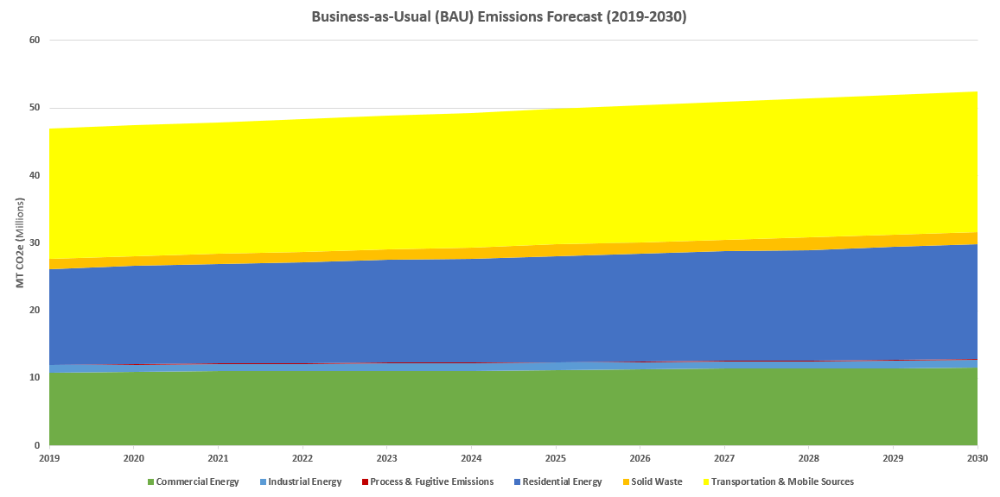 Business-as-Usual (BAU) Emissions Forecast (2019-2030)
60
50
40
30
20
10
0
MT CO2e (Millions)
2019 2020 2021 2022 2023 2024 2025 2026 2027 2028 2029 2030
Commercial Energy Industrial Energy Process & Fugitive Emissions Residential Energy Solid Waste Transportation & Mobile Sources